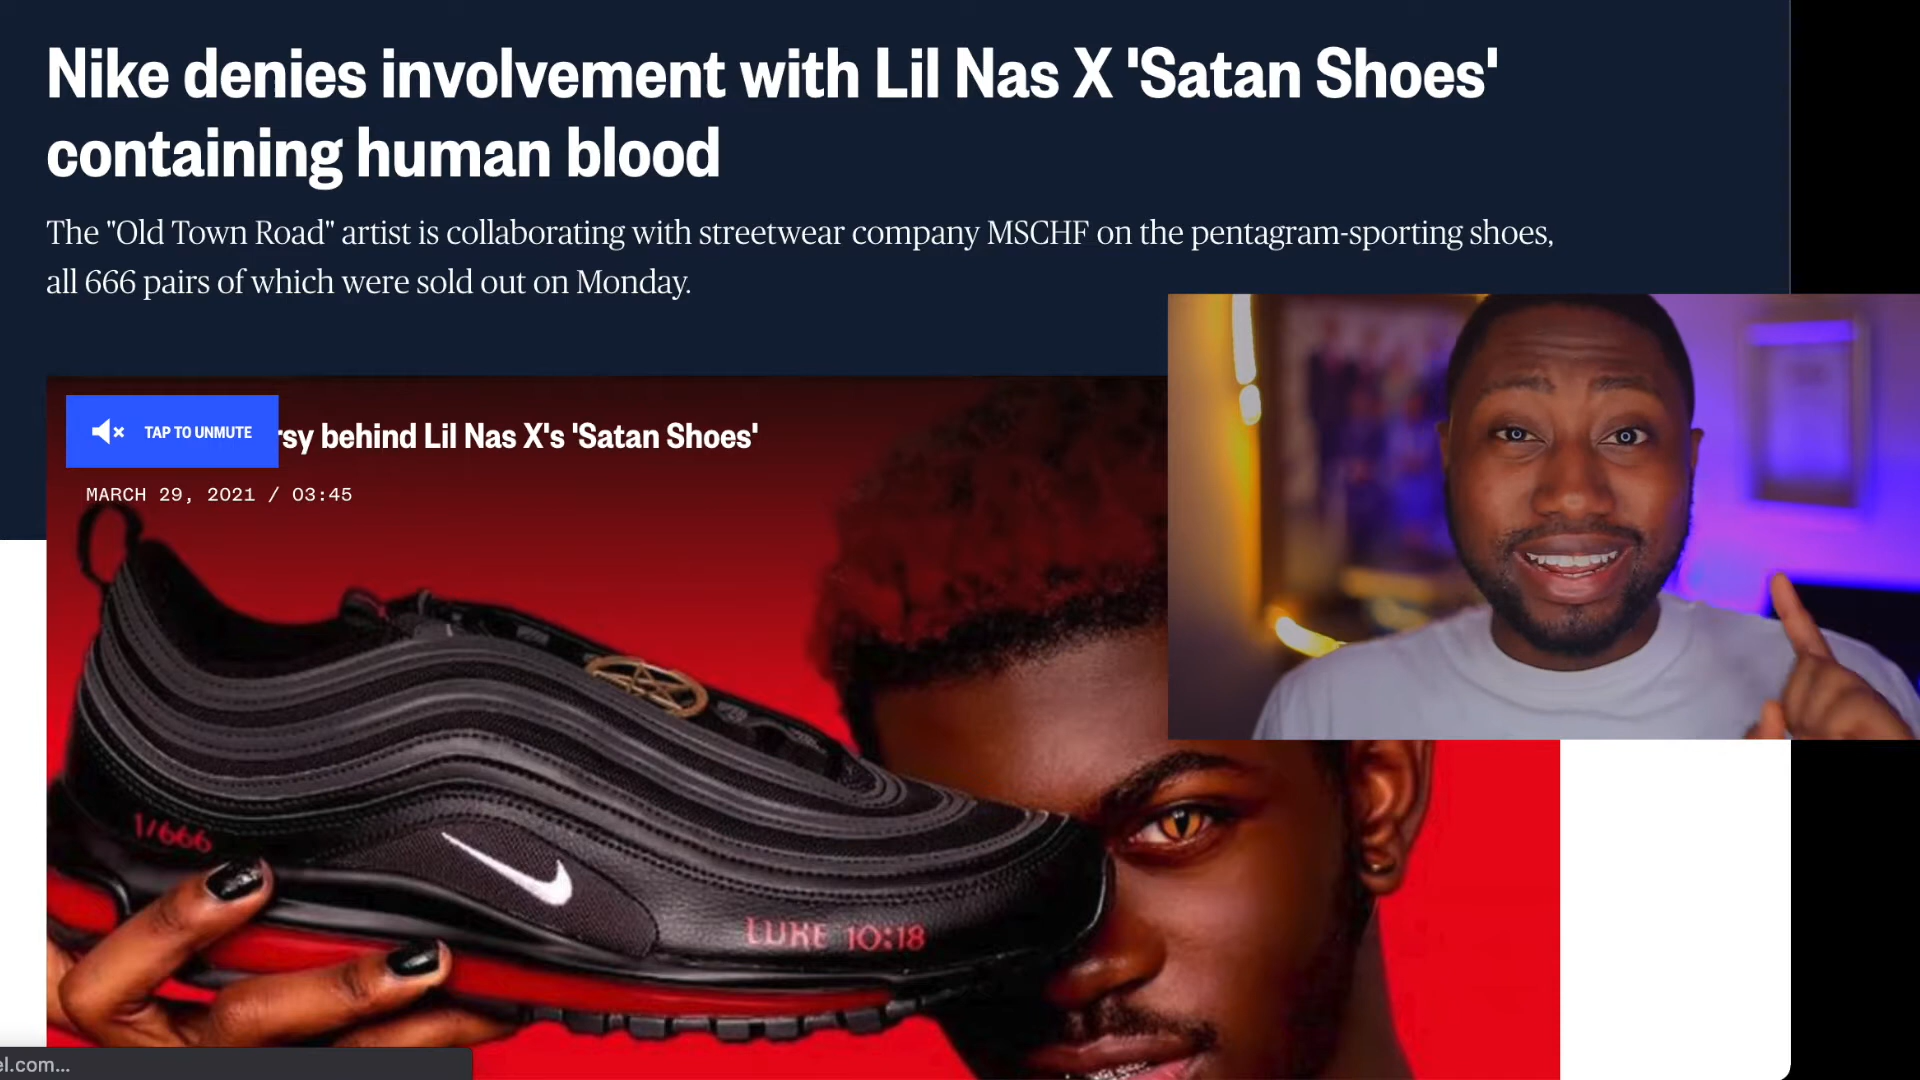 Nike denies involvement with Lil Nas X 'Satan Shoes'
containing human blood
The "Old Town Road" artist is collaborating with streetwear company MSCHF on the pentagram-sporting shoes,
all 666 pairs of which were sold out on Monday.
TAP TO UNMUTE
rsy behind Lil Nas X's 'Satan Shoes'
MARCH 29, 2021 / 03:45
1/666
LUKE 10:18
el.com...